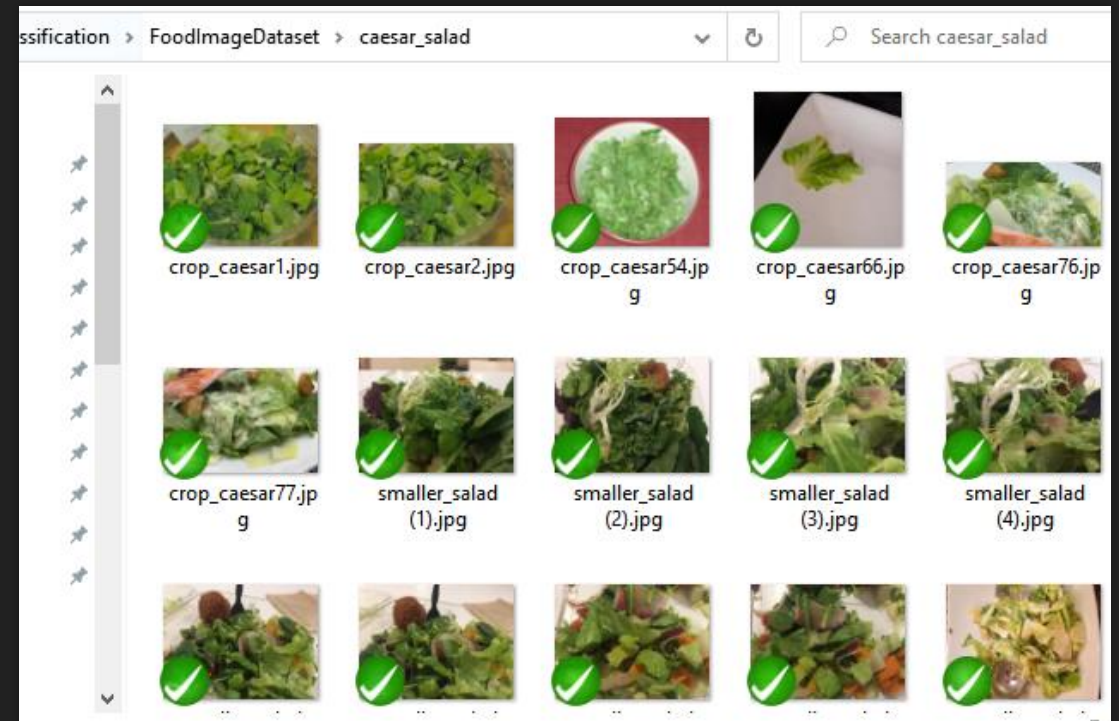 ssification > FoodImageDataset > caesar_salad
Search caesar_salad
crop_caesar1.jpg
crop_caesar2.jpg
crop_caesar54.jp
g
crop_caesar66.jp
g
crop_caesar76.jp
g
crop_caesar77.jp
g
smaller_salad
(1).jpg
smaller_salad
(2).jpg
smaller_salad
(3).jpg
smaller_salad
(4).jpg